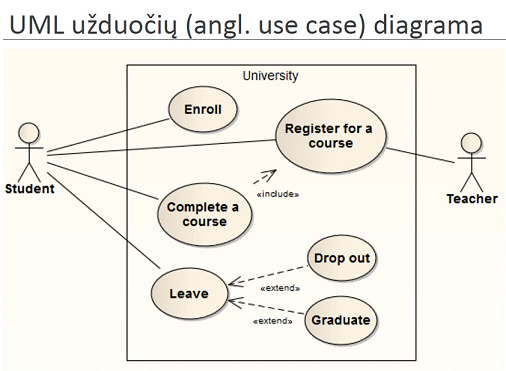 UML užduočių (angl. use case) diagrama
University
Enroll
Register for a
course
Student
Teacher
Complete a
course
«include»
Drop out
Leave
«extend»
«extend»
Graduate